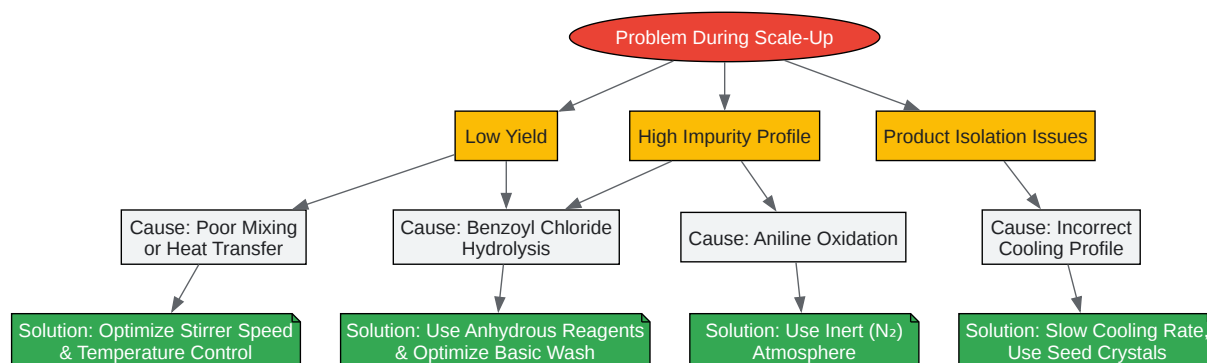 Problem During Scale-Up
Low Yield
High Impurity Profile
Product Isolation Issues
Cause: Poor Mixing
or Heat Transfer
Cause: Benzoyl Chloride
Hydrolysis
Cause: Aniline Oxidation
Cause: Incorrect
Cooling Profile
Solution: Optimize Stirrer Speed
& Temperature Control
Solution: Use Anhydrous Reagents
& Optimize Basic Wash
Solution: Use Inert (N₂)
Atmosphere
Solution: Slow Cooling Rate,
Use Seed Crystals